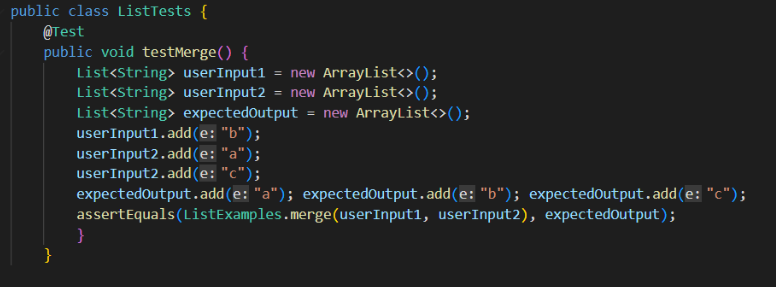 public class ListTests {
@Test
public void testMerge() {
List<String> userInput1 = new ArrayList<>();
List<String> userInput2 = new ArrayList<>();
List<String> expectedOutput = new ArrayList<>();
userInput1.add(e: "b");
userInput2.add(e: "a");
userInput2.add(e: "c");
expectedOutput.add(e: "a"); expectedOutput.add(e: "b"); expectedOutput.add(e: "c");
assertEquals(ListExamples.merge(userInput1, userInput2), expectedOutput);
}
}